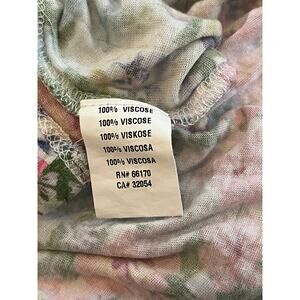 100% VISCOSE
100% VISCOSE
100% VISKOSE
100% VISCOSA
100% VISCOSA
RN# 66170
CA# 32054